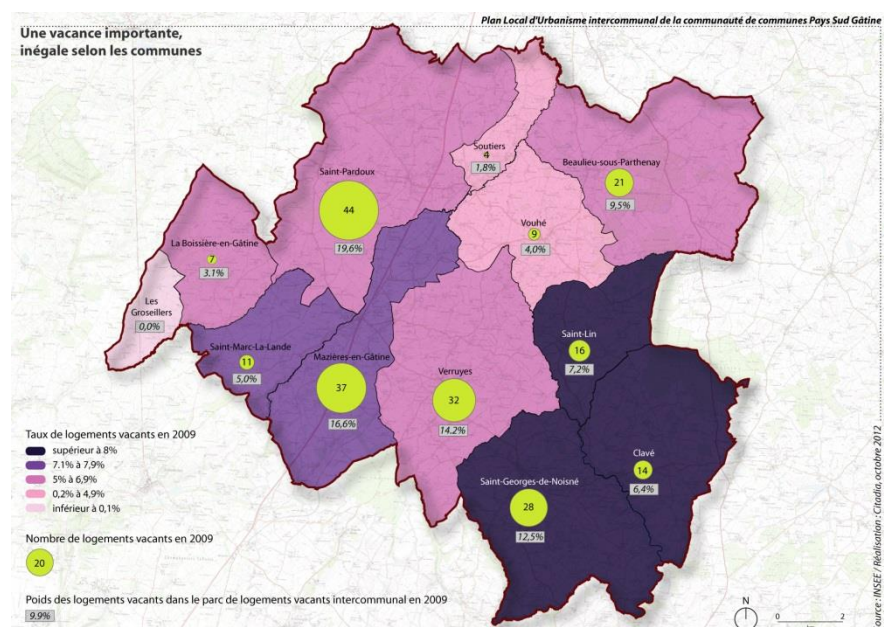 Plan Local d'Urbanisme intercommunal de la communauté de communes Pays Sud Gâtine
Une vacance importante,
inégale selon les communes
Soutiers
4
1,8%
Beaulieu-sous-Parthenay
21
9,5%
Saint-Pardoux
44
19,6%
Vouhé
9
4,0%
La Boissière-en-Gâtine
7
3.1%
Les
Groseillers
0,0%
Saint-Marc-La-Lande
11
5,0%
Mazières-en-Gâtine
37
16,6%
Verruyes
32
14.2%
Saint-Lin
16
7,2%
Clavé
14
6,4%
Saint-Georges-de-Noisné
28
12,5%
Taux de logements vacants en 2009
supérieur à 8%
7.1% à 7,9%
5% à 6,9%
0,2% à 4,9%
inférieur à 0,1%
Nombre de logements vacants en 2009
20
Poids des logements vacants dans le parc de logements vacants intercommunal en 2009
9.9%
N
0 2
ource : INSEE / Réalisation : Citadia, octobre 2012